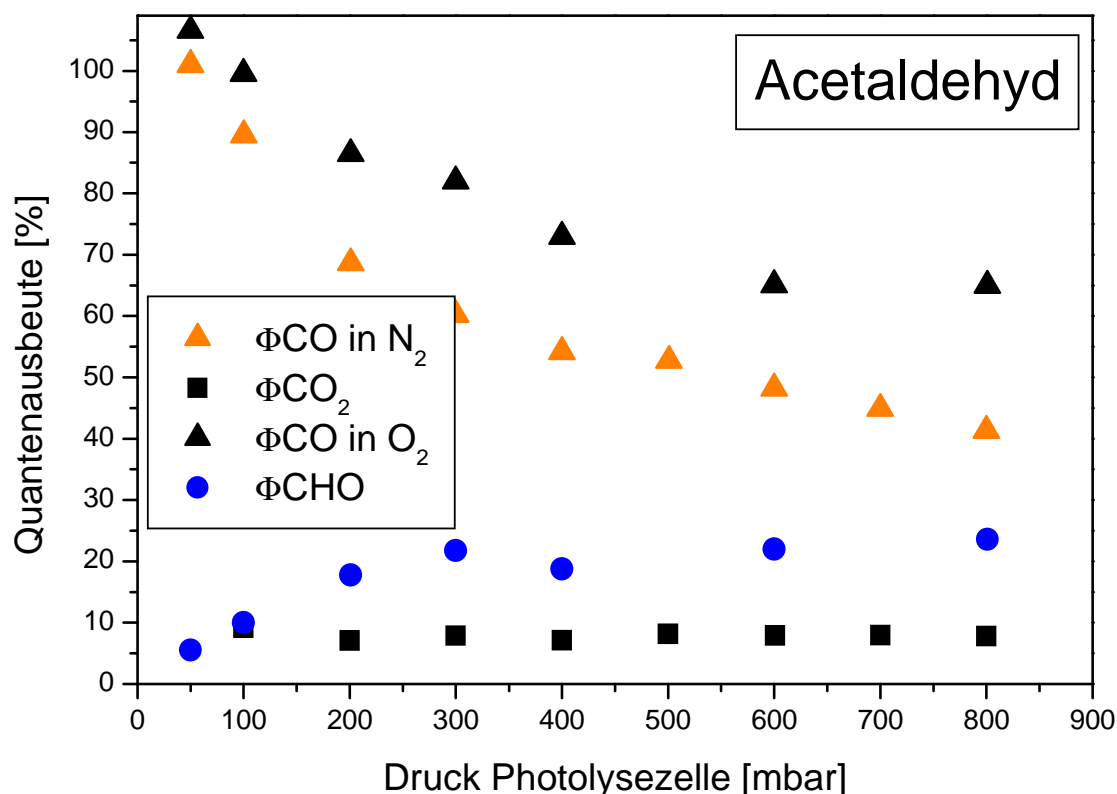 Acetaldehyd
Quantenausbeute [%]
100
90
80
70
60
50
40
30
20
10
0
ΦCO in N₂
ΦCO₂
ΦCO in O₂
ΦCHO
0 100 200 300 400 500 600 700 800 900
Druck Photolysezelle [mbar]